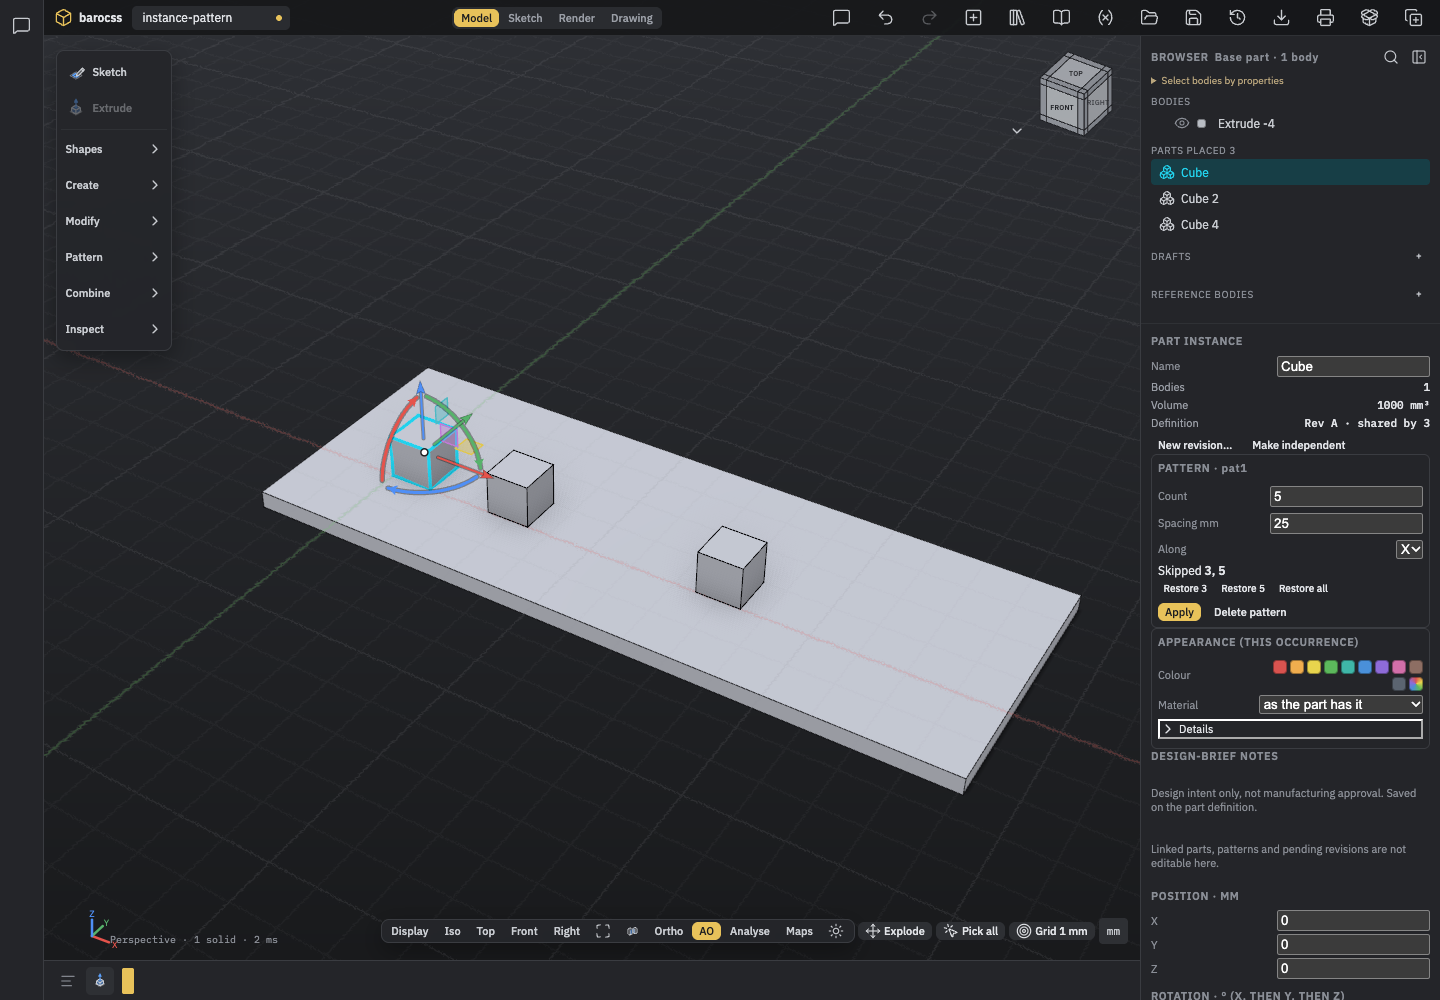 barocss
instance-pattern
Model
Sketch
Render
Drawing
Sketch
Extrude
Shapes
Create
Modify
Pattern
Combine
Inspect
TOP
FRONT
RIGHT
BROWSER Base part · 1 body
Select bodies by properties
BODIES
Extrude -4
PARTS PLACED 3
Cube
Cube 2
Cube 4
DRAFTS +
REFERENCE BODIES +
PART INSTANCE
Name Cube
Bodies 1
Volume 1000 mm³
Definition Rev A · shared by 3
New revision... Make independent
PATTERN · pat1
Count 5
Spacing mm 25
Along X
Skipped 3, 5
Restore 3 Restore 5 Restore all
Apply Delete pattern
APPEARANCE (THIS OCCURRENCE)
Colour
Material as the part has it
Details
DESIGN-BRIEF NOTES
Design intent only, not manufacturing approval. Saved
on the part definition.
Linked parts, patterns and pending revisions are not
editable here.
POSITION · MM
X 0
Y 0
Z 0
ROTATION · ° (X, THEN Y, THEN Z)
Z
Y
X
Perspective · 1 solid · 2 ms
Display Iso Top Front Right Ortho AO Analyse Maps Explode Pick all Grid 1 mm mm